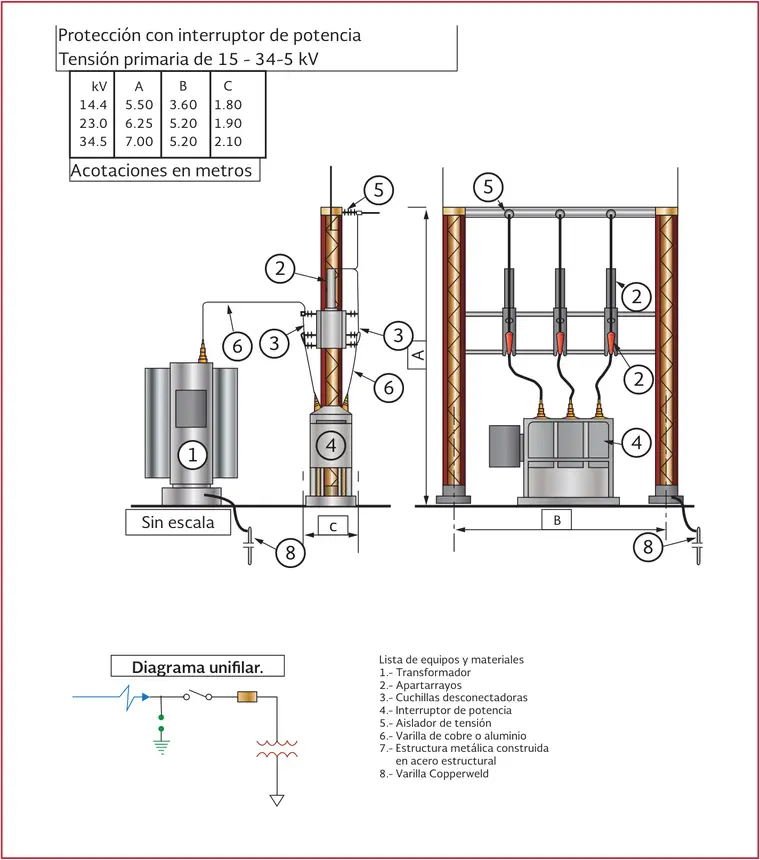 Protección con interruptor de potencia
Tensión primaria de 15 - 34-5 kV
kV A B C
14.4 5.50 3.60 1.80
23.0 6.25 5.20 1.90
34.5 7.00 5.20 2.10
Acotaciones en metros
5
5
2
2
6
3
3
A
6
2
1
4
4
Sin escala
c
B
8
8
Diagrama unifilar.
Lista de equipos y materiales
1.- Transformador
2.- Apartarrayos
3.- Cuchillas desconectadoras
4.- Interruptor de potencia
5.- Aislador de tensión
6.- Varilla de cobre o aluminio
7.- Estructura metálica construida
en acero estructural
8.- Varilla Copperweld